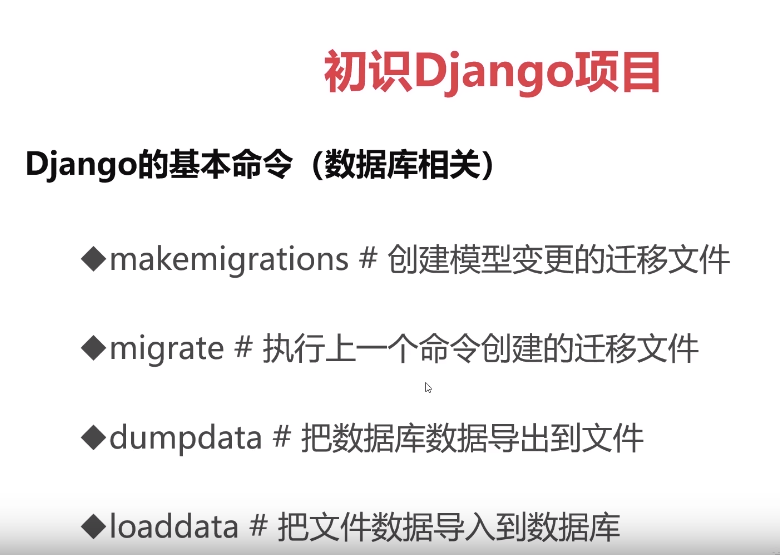 初识Django项目
Django的基本命令（数据库相关）
◆makemigrations # 创建模型变更的迁移文件
◆migrate # 执行上一个命令创建的迁移文件
◆dumpdata # 把数据库数据导出到文件
◆loaddata # 把文件数据导入到数据库